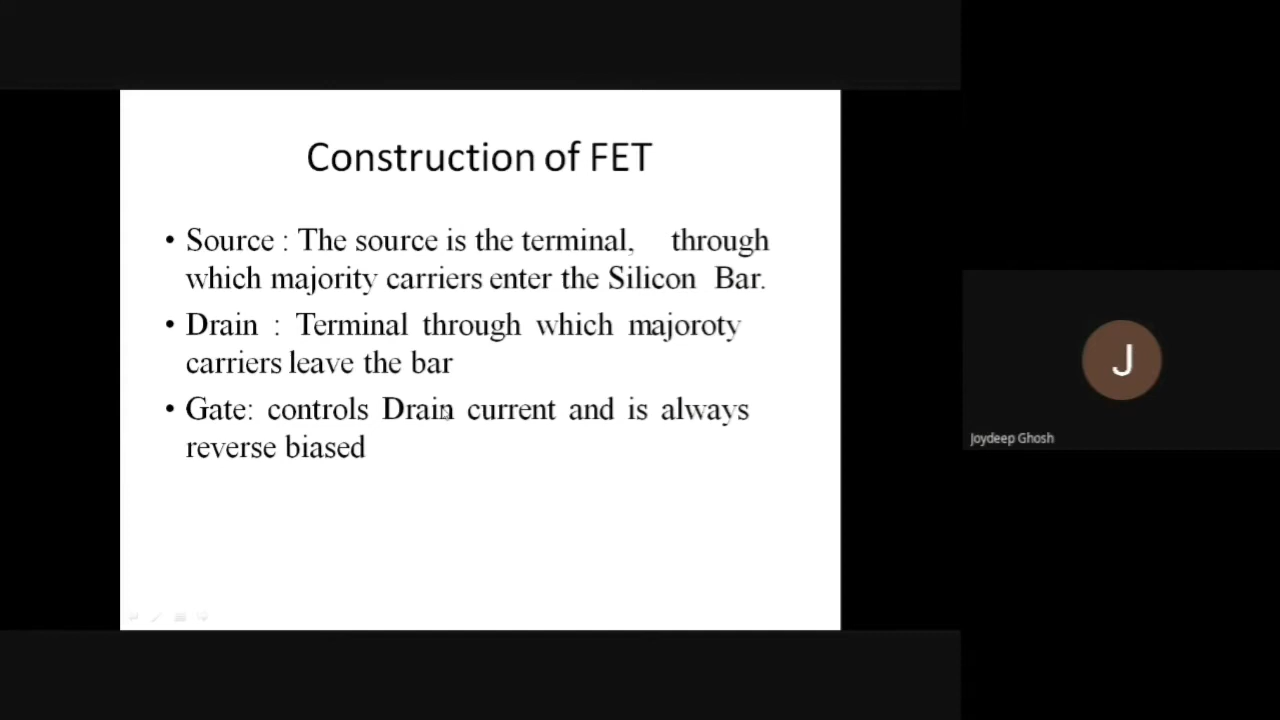 Construction of FET
• Source : The source is the terminal, through
which majority carriers enter the Silicon Bar.
• Drain : Terminal through which majoroty
carriers leave the bar
• Gate: controls Drain current and is always
reverse biased
J
Joydeep Ghosh